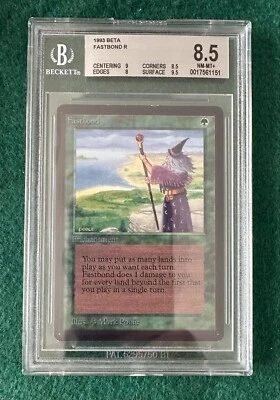 BECKETT
1993 BETA
FASTBOND R
CENTERING 9 CORNERS 8.5
EDGES 8 SURFACE 9.5
8.5
NM-MT+
0017561151
Fastbond
Enchantment
You may put as many lands into
play as you want each turn.
Fastbond does 1 damage to you
for every land beyond the first that
you play in a single turn.
Illus. Mark Poole